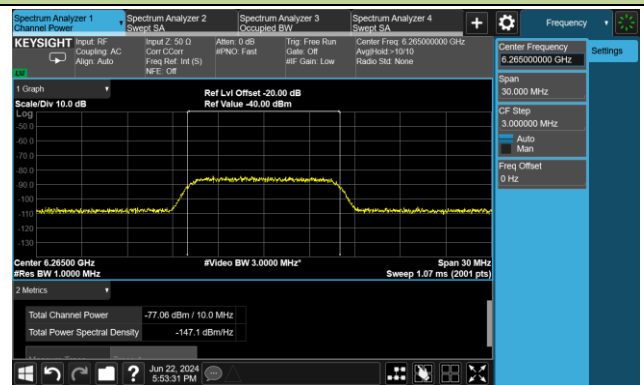 Spectrum Analyzer 1
Channel Power
Spectrum Analyzer 2
Swept SA
Spectrum Analyzer 3
Occupied BW
Spectrum Analyzer 4
Swept SA
Frequency
KEYSIGHT
Input: RF
Coupling: AC
Align: Auto
Input Z: 50 Ω
Corr CCorr
Freq Ref: Int (S)
NFE: Off
Atten: 0 dB
#PNO: Fast
Trig: Free Run
Gate: Off
#IF Gain: Low
Center Freq: 6.265000000 GHz
Avg|Hold:>10/10
Radio Std: None
Center Frequency
6.265000000 GHz
Settings
Span
30.000 MHz
CF Step
3.000000 MHz
Auto
Man
Freq Offset
0 Hz
1 Graph
Scale/Div 10.0 dB
Ref Lvl Offset -20.00 dB
Ref Value -40.00 dBm
Log
-50.0
-60.0
-70.0
-80.0
-90.0
-100
-110
-120
-130
Center 6.26500 GHz
#Video BW 3.0000 MHz*
Span 30 MHz
#Res BW 1.0000 MHz
Sweep 1.07 ms (2001 pts)
2 Metrics
Total Channel Power
-77.06 dBm / 10.0 MHz
Total Power Spectral Density
-147.1 dBm/Hz
Jun 22, 2024
5:53:31 PM